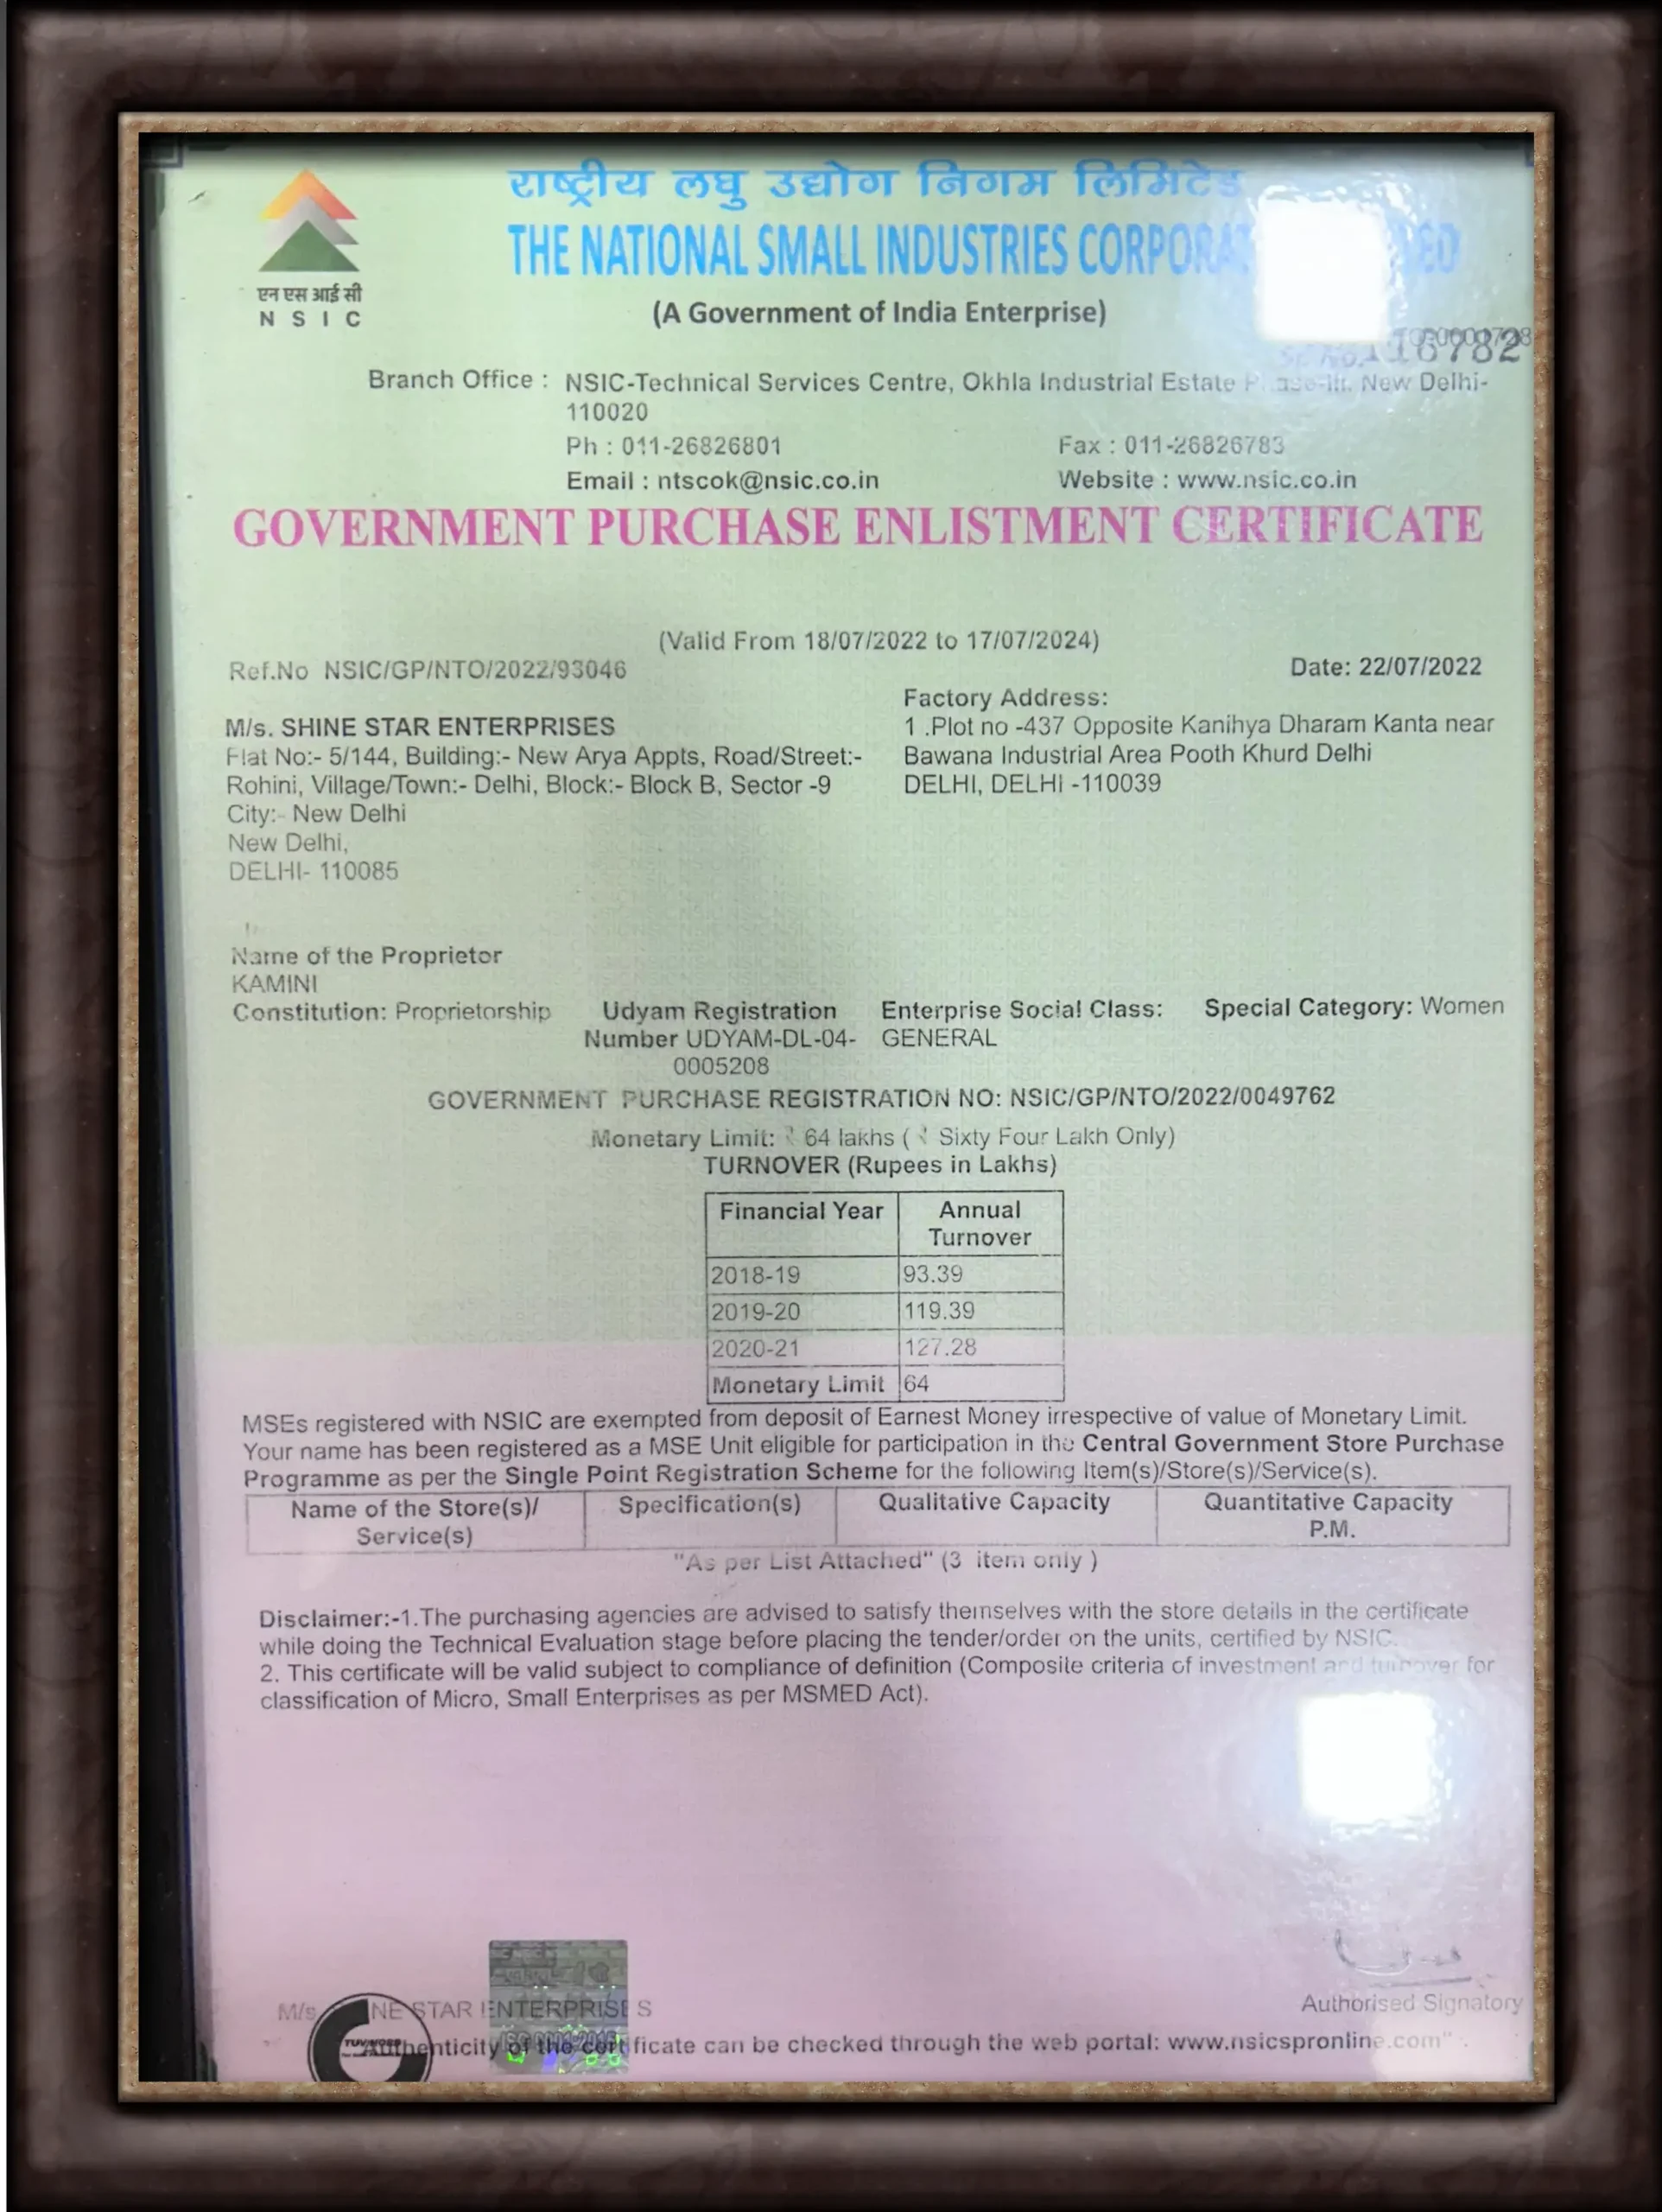 राष्ट्रीय लघु उद्योग निगम लिमिटेड
THE NATIONAL SMALL INDUSTRIES
एन एस आई सी
N S I C
(A Government of India Enterprise)
Branch Office : NSIC-Technical Services Centre, Okhla Industrial Estate New Delhi-
110020
Ph : 011-26826801 Fax : 011-26826783
Email : ntscok@nsic.co.in Website : www.nsic.co.in
GOVERNMENT PURCHASE ENLISTMENT CERTIFICATE
(Valid From 18/07/2022 to 17/07/2024)
Ref.No NSIC/GP/NTO/2022/93046 Date: 22/07/2022
M/s. SHINE STAR ENTERPRISES
Flat No:- 5/144, Building:- New Arya Appts, Road/Street:-
Rohini, Village/Town:- Delhi, Block:- Block B, Sector -9
City:- New Delhi
New Delhi,
DELHI- 110085
Factory Address:
1 .Plot no -437 Opposite Kanihya Dharam Kanta near
Bawana Industrial Area Pooth Khurd Delhi
DELHI, DELHI -110039
Name of the Proprietor
KAMINI
Constitution: Proprietorship
Udyam Registration
Number UDYAM-DL-04-
0005208
Enterprise Social Class:
GENERAL
Special Category: Women
GOVERNMENT PURCHASE REGISTRATION NO: NSIC/GP/NTO/2022/0049762
Monetary Limit: ₹ 64 lakhs ( ₹ Sixty Four Lakh Only)
TURNOVER (Rupees in Lakhs)
Financial Year Annual
Turnover
2018-19 93.39
2019-20 119.39
2020-21 127.28
Monetary Limit 64
MSEs registered with NSIC are exempted from deposit of Earnest Money irrespective of value of Monetary Limit.
Your name has been registered as a MSE Unit eligible for participation in the Central Government Store Purchase
Programme as per the Single Point Registration Scheme for the following Item(s)/Store(s)/Service(s).
Name of the Store(s)/
Service(s)
Specification(s)
Qualitative Capacity
Quantitative Capacity
P.M.
"As per List Attached" (3 item only )
Disclaimer:-1.The purchasing agencies are advised to satisfy themselves with the store details in the certificate
while doing the Technical Evaluation stage before placing the tender/order on the units, certified by NSIC.
2. This certificate will be valid subject to compliance of definition (Composite criteria of investment and turnover for
classification of Micro, Small Enterprises as per MSMED Act).
Authorised Signatory
M/s STAR ENTERPRISES
Authenticity of the certificate can be checked through the web portal: www.nsicspronline.com"